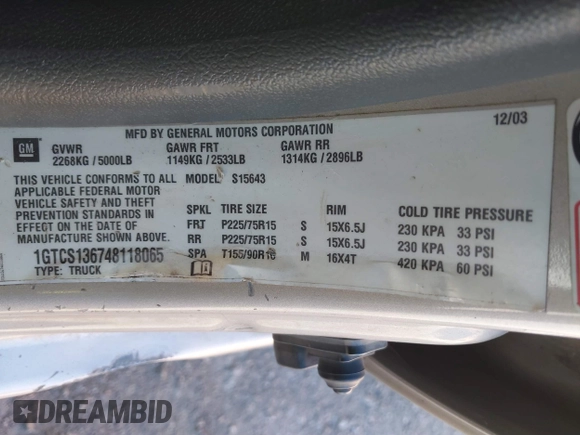 MFD BY GENERAL MOTORS CORPORATION 12/03
GM GVWR GAWR FRT GAWR RR
2268KG / 5000LB 1149KG / 2533LB 1314KG / 2896LB
THIS VEHICLE CONFORMS TO ALL MODEL S15643
APPLICABLE FEDERAL MOTOR
VEHICLE SAFETY AND THEFT
PREVENTION STANDARDS IN SPKL TIRE SIZE RIM COLD TIRE PRESSURE
EFFECT ON THE DATE OF FRT P225/75R15 S 15X6.5J 230 KPA 33 PSI
MANUFACTURE SHOWN ABOVE. RR P225/75R15 S 15X6.5J 230 KPA 33 PSI
1GTCS136748118065 SPA T155/90R16 M 16X4T 420 KPA 60 PSI
TYPE: TRUCK
DREAMBID